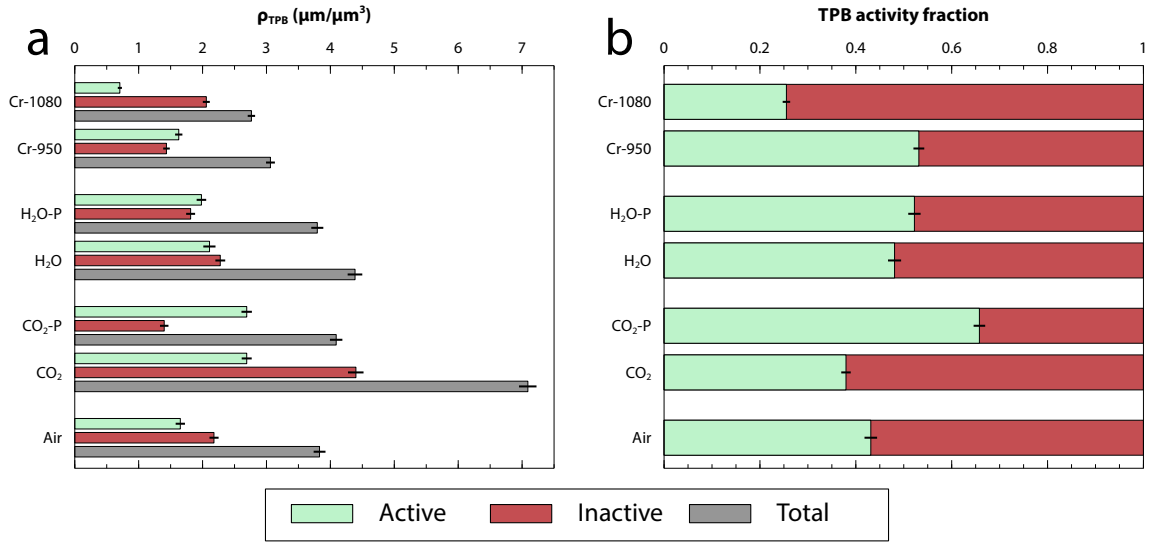 a
ρTPB (μm/μm³)
0 1 2 3 4 5 6 7
Cr-1080
Cr-950
H₂O-P
H₂O
CO₂-P
CO₂
Air
b
TPB activity fraction
0 0.2 0.4 0.6 0.8 1
Cr-1080
Cr-950
H₂O-P
H₂O
CO₂-P
CO₂
Air
Active Inactive Total